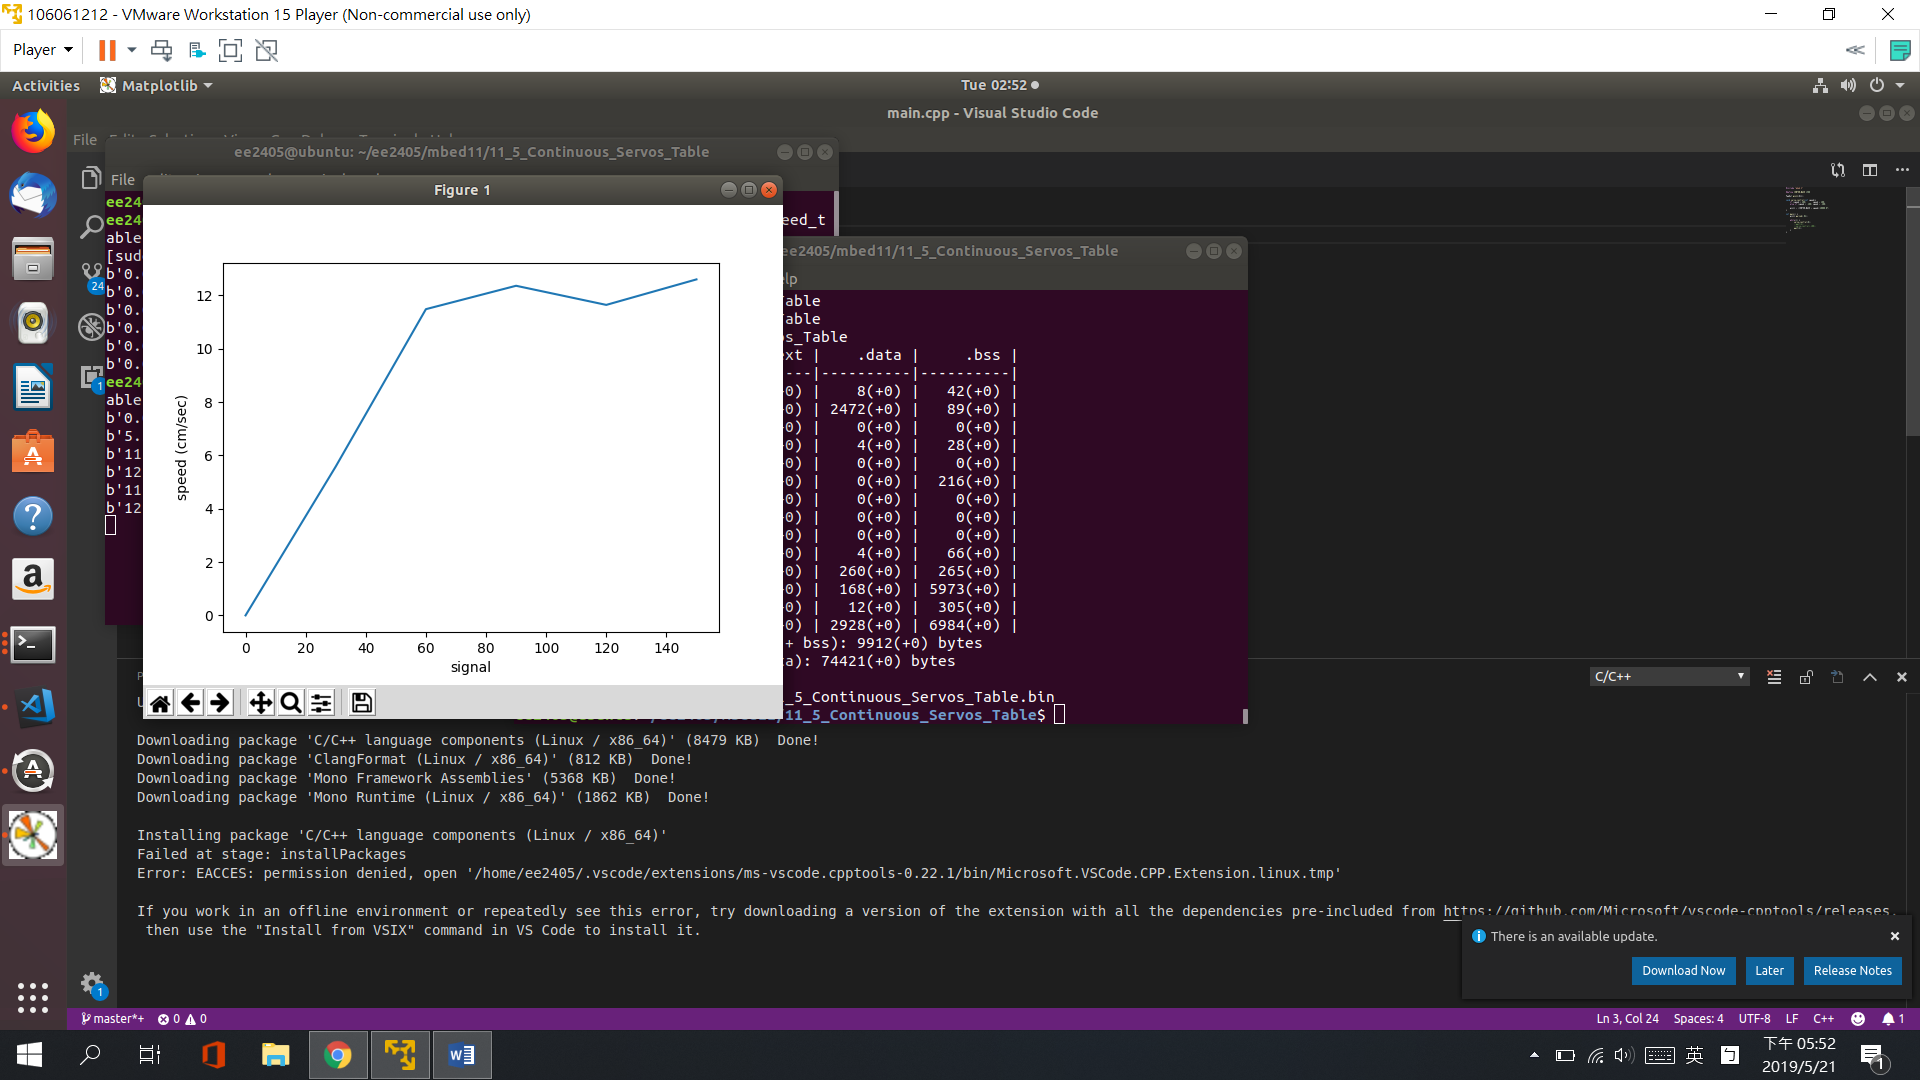 106061212 - VMware Workstation 15 Player (Non-commercial use only)
Player
Activities
Matplotlib
Tue 02:52
main.cpp - Visual Studio Code
File
ee2405@ubuntu: ~/ee2405/mbed11/11_5_Continuous_Servos_Table
File
Figure 1
ee24
ee24
eed_t
able
[sud
b'0.
b'0.
b'0.
b'0.
b'0.
b'0.
ee24
able
b'0.
b'5.
b'11
b'12
b'11
b'12
12
10
8
6
4
2
0
speed (cm/sec)
0 20 40 60 80 100 120 140
signal
ee2405/mbed11/11_5_Continuous_Servos_Table
lp
able
able
s_Table
ext | .data | .bss |
----|----------|----------|
0) | 8(+0) | 42(+0) |
0) | 2472(+0) | 89(+0) |
0) | 0(+0) | 0(+0) |
0) | 4(+0) | 28(+0) |
0) | 0(+0) | 0(+0) |
0) | 0(+0) | 216(+0) |
0) | 0(+0) | 0(+0) |
0) | 0(+0) | 0(+0) |
0) | 0(+0) | 0(+0) |
0) | 4(+0) | 66(+0) |
0) | 260(+0) | 265(+0) |
0) | 168(+0) | 5973(+0) |
0) | 12(+0) | 305(+0) |
0) | 2928(+0) | 6984(+0) |
+ bss): 9912(+0) bytes
a): 74421(+0) bytes
_5_Continuous_Servos_Table.bin
11_5_Continuous_Servos_Table$
C/C++
Downloading package 'C/C++ language components (Linux / x86_64)' (8479 KB)  Done!
Downloading package 'ClangFormat (Linux / x86_64)' (812 KB)  Done!
Downloading package 'Mono Framework Assemblies' (5368 KB)  Done!
Downloading package 'Mono Runtime (Linux / x86_64)' (1862 KB)  Done!
Installing package 'C/C++ language components (Linux / x86_64)'
Failed at stage: installPackages
Error: EACCES: permission denied, open '/home/ee2405/.vscode/extensions/ms-vscode.cpptools-0.22.1/bin/Microsoft.VSCode.CPP.Extension.linux.tmp'
If you work in an offline environment or repeatedly see this error, try downloading a version of the extension with all the dependencies pre-included from https://github.com/Microsoft/vscode-cpptools/releases,
then use the "Install from VSIX" command in VS Code to install it.
There is an available update.
Download Now
Later
Release Notes
24
1
1
master*+
0
0
Ln 3, Col 24
Spaces: 4
UTF-8
LF
C++
1
英
ㄅ
下午 05:52
2019/5/21
1